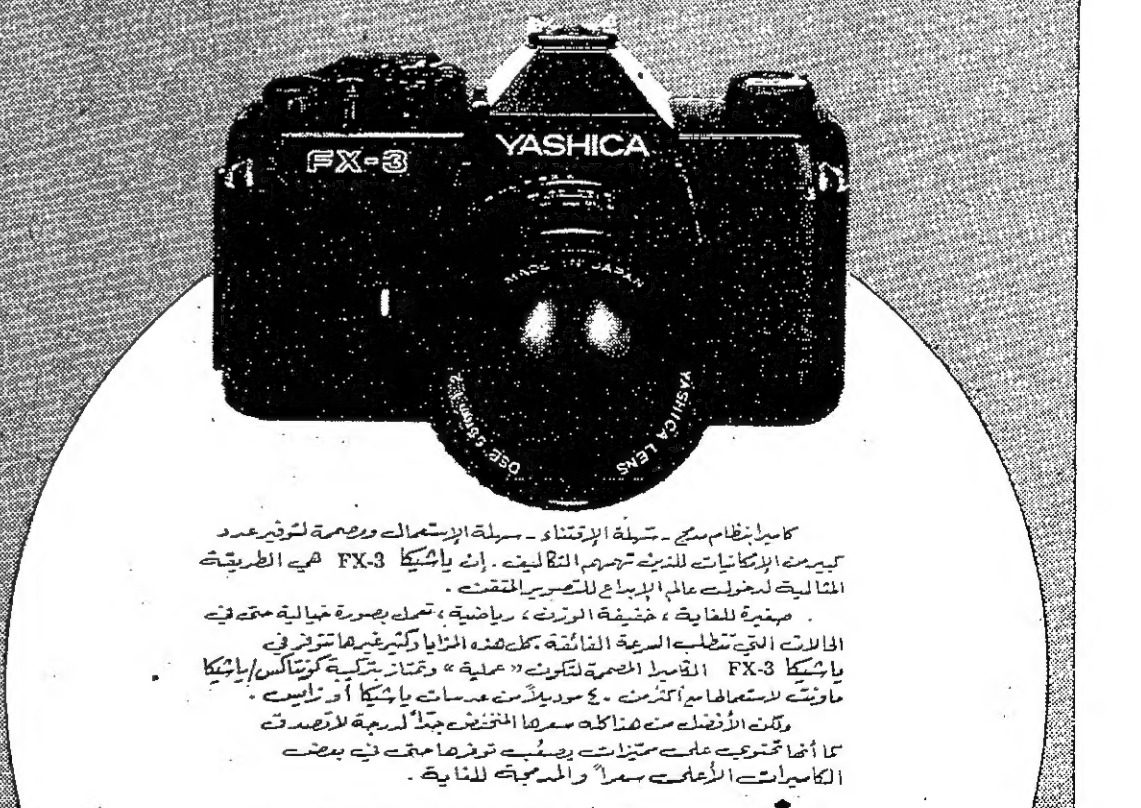 YASHICA
FX-3
MADE IN JAPAN
YASHICA LENS
DSB
كاميرا بنظام مدمج - سهلة الإقتناء - سهلة الإستعمال ومصممة لتوفير عدد
كبير من الإمكانيات للذين تهمهم التكاليف . إن ياشيكا FX-3 هي الطريقة
المثالية لدخول عالم الإبداع للتصوير المتقن .
صغيرة للغاية ، خفيفة الوزن ، رياضية ، تعمل بصورة خيالية حتى في
الحالات التي تتطلب السرعة الفائقة . كل هذه المزايا وكثير غيرها تتوفر في
ياشيكا FX-3 الكاميرا المصممة لتكون « عملية » وتمتاز بتركيبة كونتاكس/ياشيكا
ماونت لاستعمالها مع أكثر من ٤٠ موديلاً من عدسات ياشيكا أو زايس .
ولكن الأفضل من هذا كله سعرها المنخفض جداً لدرجة لا تصدق
كما أنها تحتوي على مميزات يصعُب توفرها حتى في بعض
الكاميرات الأعلى سعراً والمدمجة للغاية .